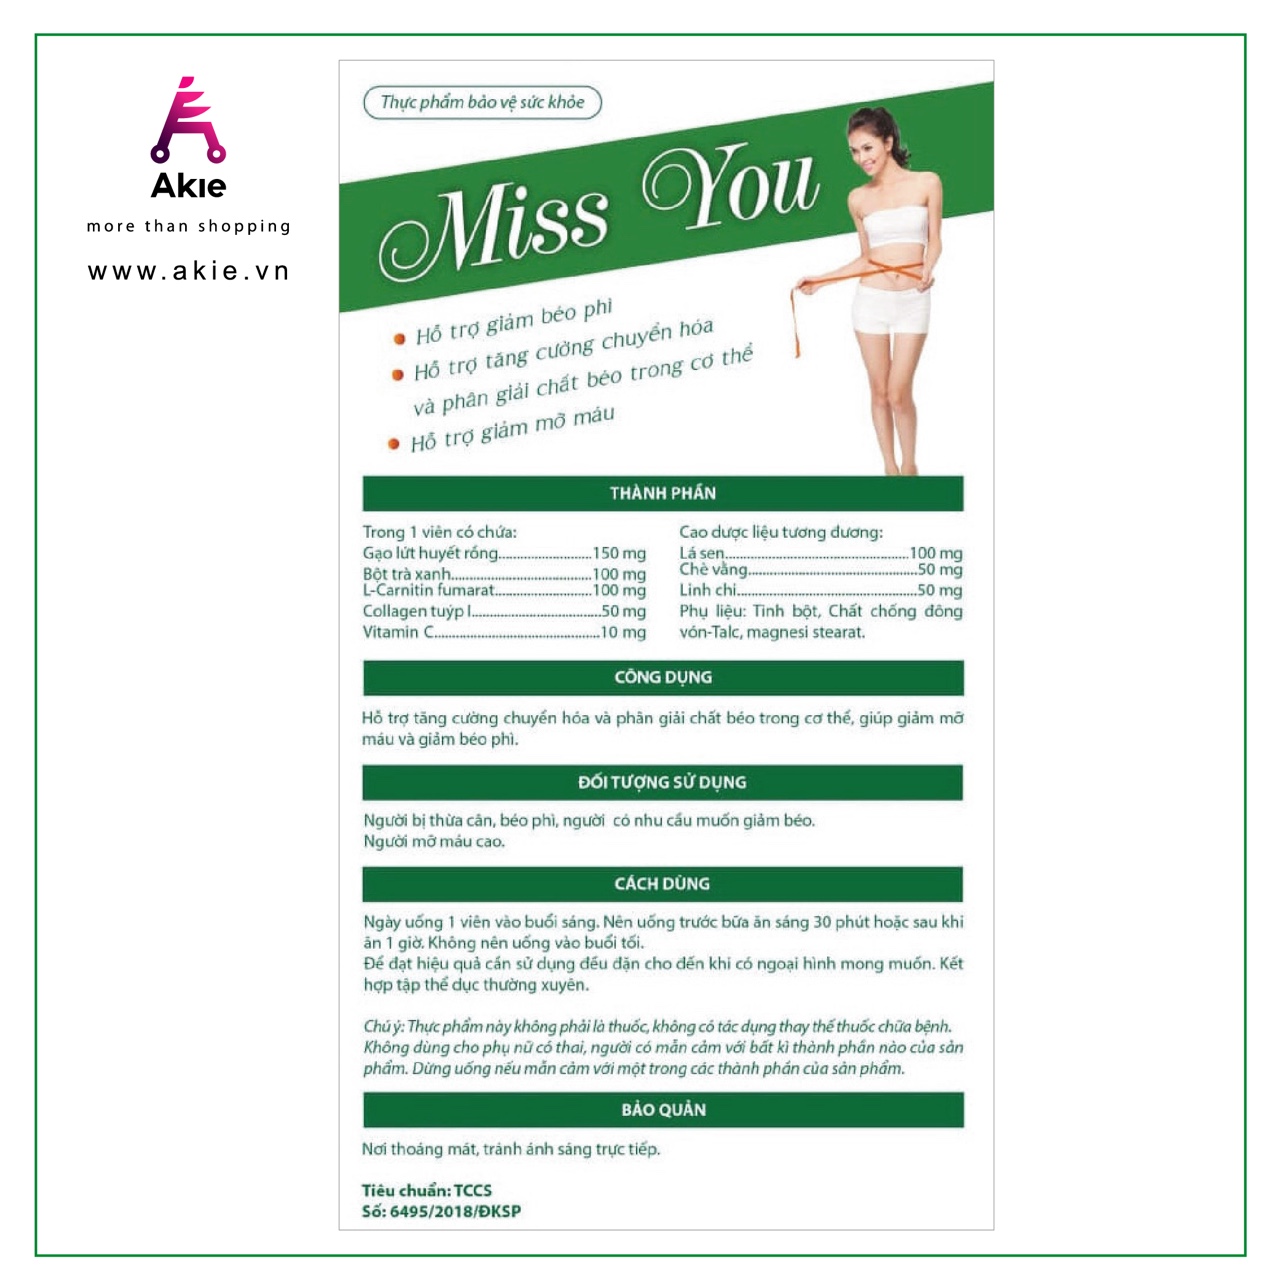 Akie
more than shopping
www.akie.vn
Thực phẩm bảo vệ sức khỏe
Miss You
Hỗ trợ giảm béo phì
Hỗ trợ tăng cường chuyển hóa
và phân giải chất béo trong cơ thể
Hỗ trợ giảm mỡ máu
THÀNH PHẦN
Trong 1 viên có chứa:
Gạo lứt huyết rồng.........................150 mg
Bột trà xanh......................................100 mg
L-Carnitin fumarat..........................100 mg
Collagen tuýp I...................................50 mg
Vitamin C.............................................10 mg
Cao dược liệu tương đương:
Lá sen..................................................100 mg
Chè vằng..............................................50 mg
Linh chi.................................................50 mg
Phụ liệu: Tinh bột, Chất chống đông
vón-Talc, magnesi stearat.
CÔNG DỤNG
Hỗ trợ tăng cường chuyển hóa và phân giải chất béo trong cơ thể, giúp giảm mỡ
máu và giảm béo phì.
ĐỐI TƯỢNG SỬ DỤNG
Người bị thừa cân, béo phì, người có nhu cầu muốn giảm béo.
Người mỡ máu cao.
CÁCH DÙNG
Ngày uống 1 viên vào buổi sáng. Nên uống trước bữa ăn sáng 30 phút hoặc sau khi
ăn 1 giờ. Không nên uống vào buổi tối.
Để đạt hiệu quả cần sử dụng đều đặn cho đến khi có ngoại hình mong muốn. Kết
hợp tập thể dục thường xuyên.
Chú ý: Thực phẩm này không phải là thuốc, không có tác dụng thay thế thuốc chữa bệnh.
Không dùng cho phụ nữ có thai, người có mẫn cảm với bất kì thành phần nào của sản
phẩm. Dừng uống nếu mẫn cảm với một trong các thành phần của sản phẩm.
BẢO QUẢN
Nơi thoáng mát, tránh ánh sáng trực tiếp.
Tiêu chuẩn: TCCS
Số: 6495/2018/ĐKSP